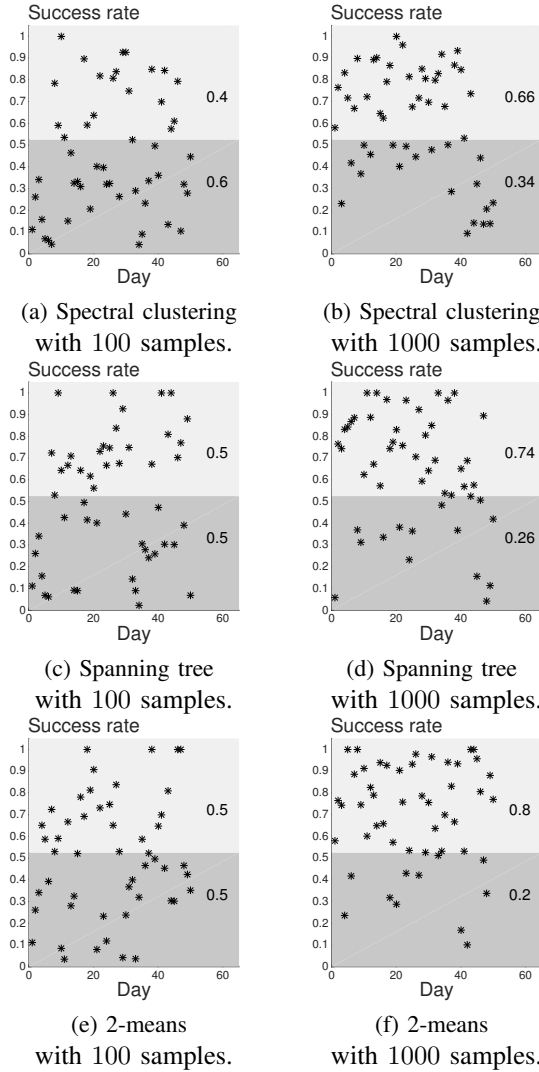 Success rate Success rate
1 1
0.9 0.9
0.8 0.8
0.7 0.4 0.7 0.66
0.6 0.6
0.5 0.5
0.4 0.4
0.3 0.6 0.3 0.34
0.2 0.2
0.1 0.1
0 0
0 20 40 60 0 20 40 60
Day Day
(a) Spectral clustering (b) Spectral clustering
with 100 samples. with 1000 samples.
Success rate Success rate
1 1
0.9 0.9
0.8 0.8
0.7 0.5 0.7 0.74
0.6 0.6
0.5 0.5
0.4 0.4
0.3 0.5 0.3 0.26
0.2 0.2
0.1 0.1
0 0
0 20 40 60 0 20 40 60
Day Day
(c) Spanning tree (d) Spanning tree
with 100 samples. with 1000 samples.
Success rate Success rate
1 1
0.9 0.9
0.8 0.8
0.7 0.5 0.7 0.8
0.6 0.6
0.5 0.5
0.4 0.4
0.3 0.5 0.3 0.2
0.2 0.2
0.1 0.1
0 0
0 20 40 60 0 20 40 60
Day Day
(e) 2-means (f) 2-means
with 100 samples. with 1000 samples.